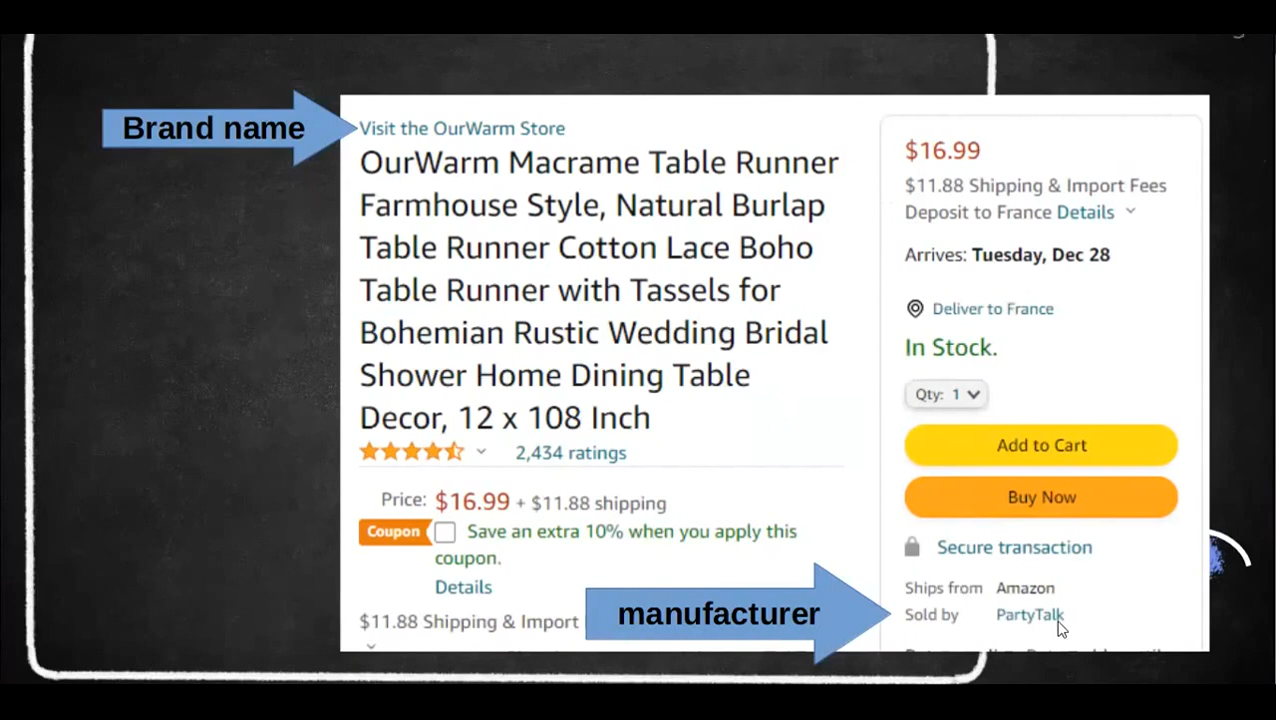 Brand name
Visit the OurWarm Store
OurWarm Macrame Table Runner
Farmhouse Style, Natural Burlap
Table Runner Cotton Lace Boho
Table Runner with Tassels for
Bohemian Rustic Wedding Bridal
Shower Home Dining Table
Decor, 12 x 108 Inch
2,434 ratings
Price: $16.99 + $11.88 shipping
Coupon Save an extra 10% when you apply this
coupon.
Details
$11.88 Shipping & Import
manufacturer
$16.99
$11.88 Shipping & Import Fees
Deposit to France Details
Arrives: Tuesday, Dec 28
Deliver to France
In Stock.
Qty: 1
Add to Cart
Buy Now
Secure transaction
Ships from Amazon
Sold by PartyTalk